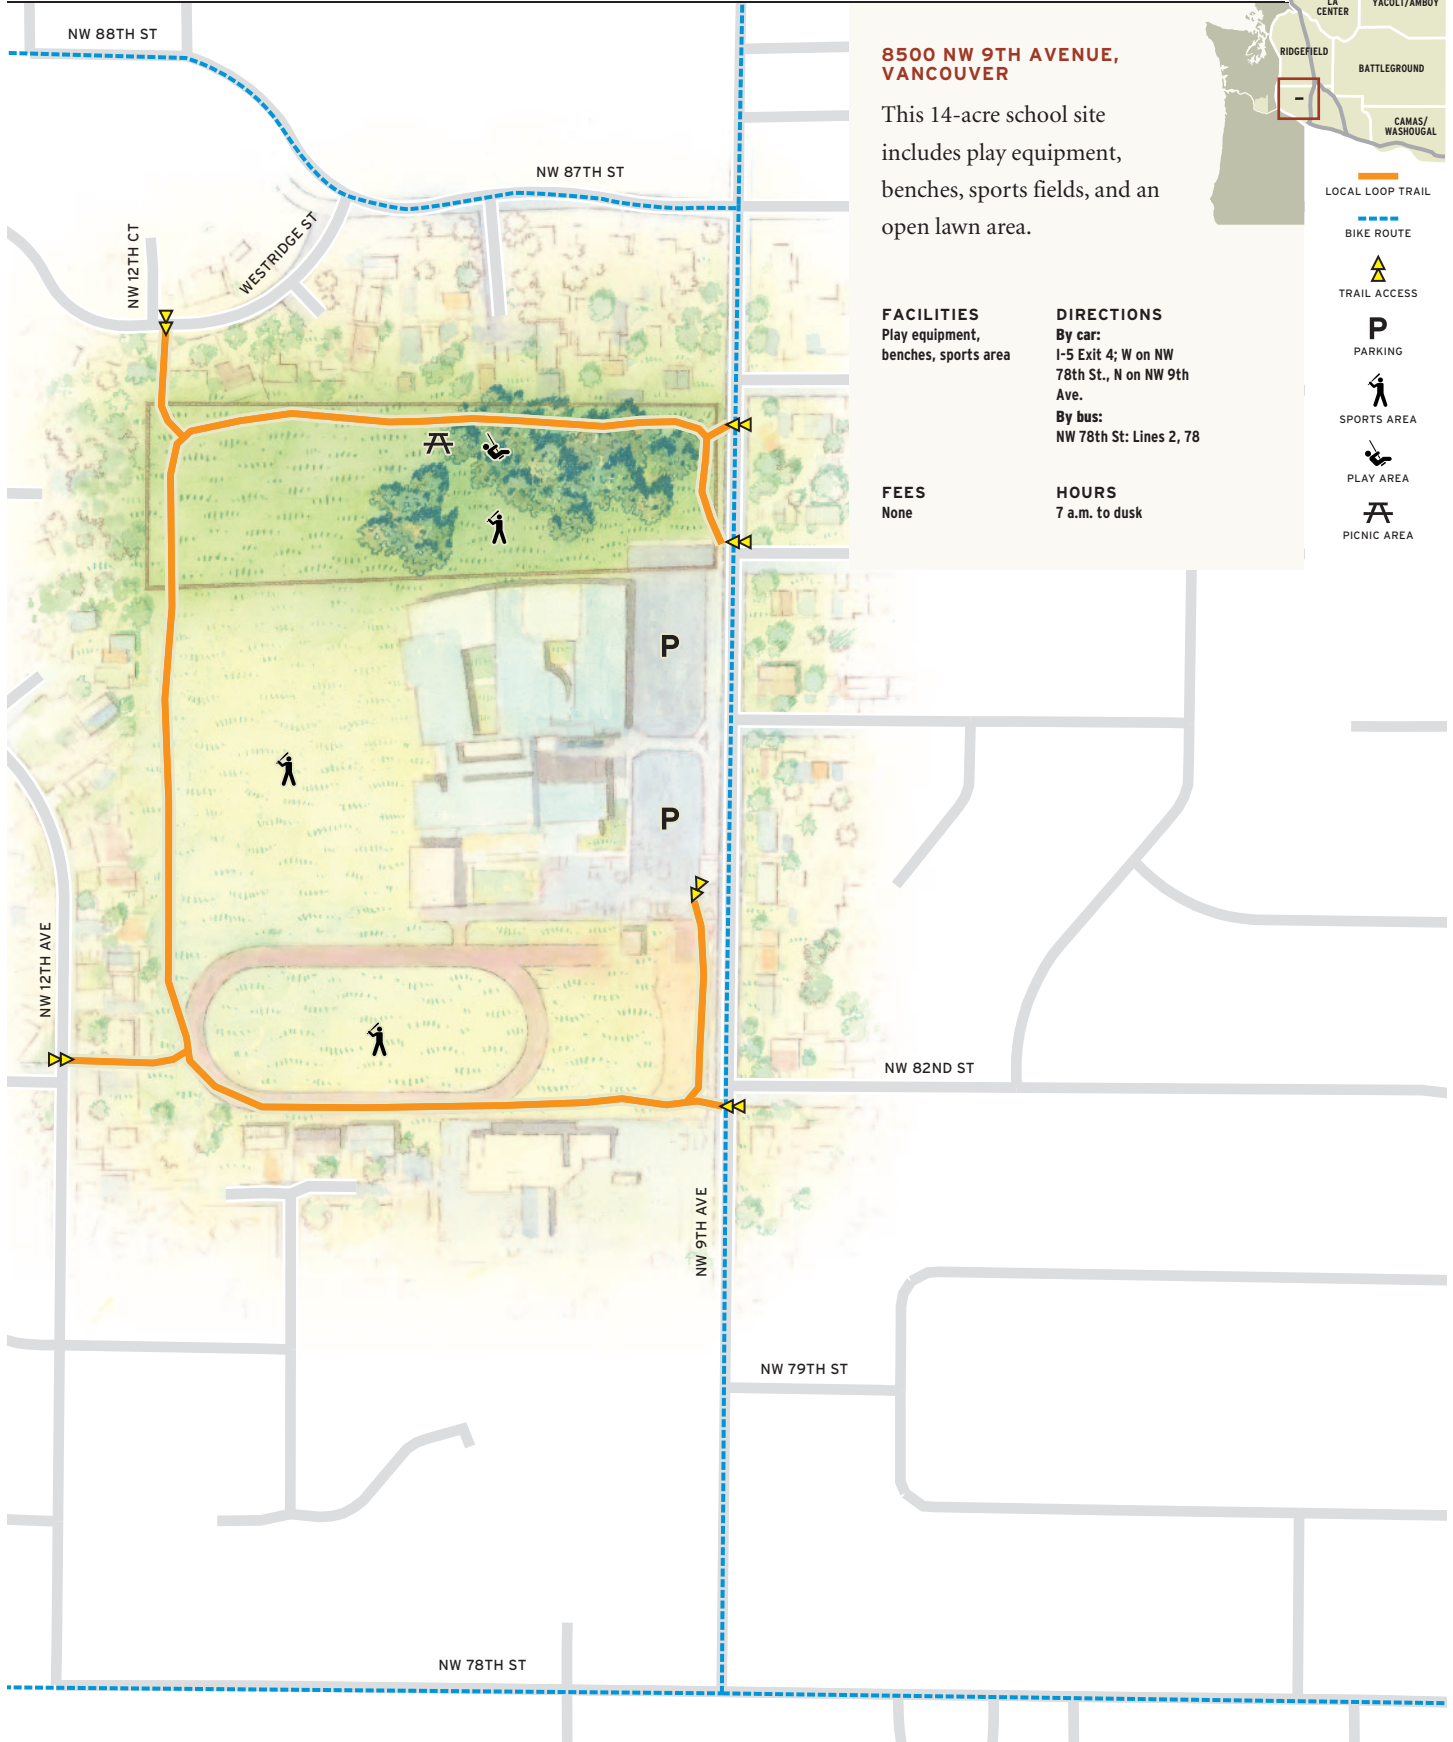 NW 88TH ST
NW 87TH ST
NW 12TH CT
WESTRIDGE ST
8500 NW 9TH AVENUE,
VANCOUVER
This 14-acre school site
includes play equipment,
benches, sports fields, and an
open lawn area.
FACILITIES
Play equipment,
benches, sports area
DIRECTIONS
By car:
I-5 Exit 4; W on NW
78th St., N on NW 9th
Ave.
By bus:
NW 78th St: Lines 2, 78
FEES
None
HOURS
7 a.m. to dusk
LA
CENTER
YACOLT/AMBOY
RIDGEFIELD
BATTLEGROUND
CAMAS/
WASHOUGAL
LOCAL LOOP TRAIL
BIKE ROUTE
TRAIL ACCESS
P
PARKING
SPORTS AREA
PLAY AREA
PICNIC AREA
P
P
NW 12TH AVE
NW 82ND ST
NW 9TH AVE
NW 79TH ST
NW 78TH ST